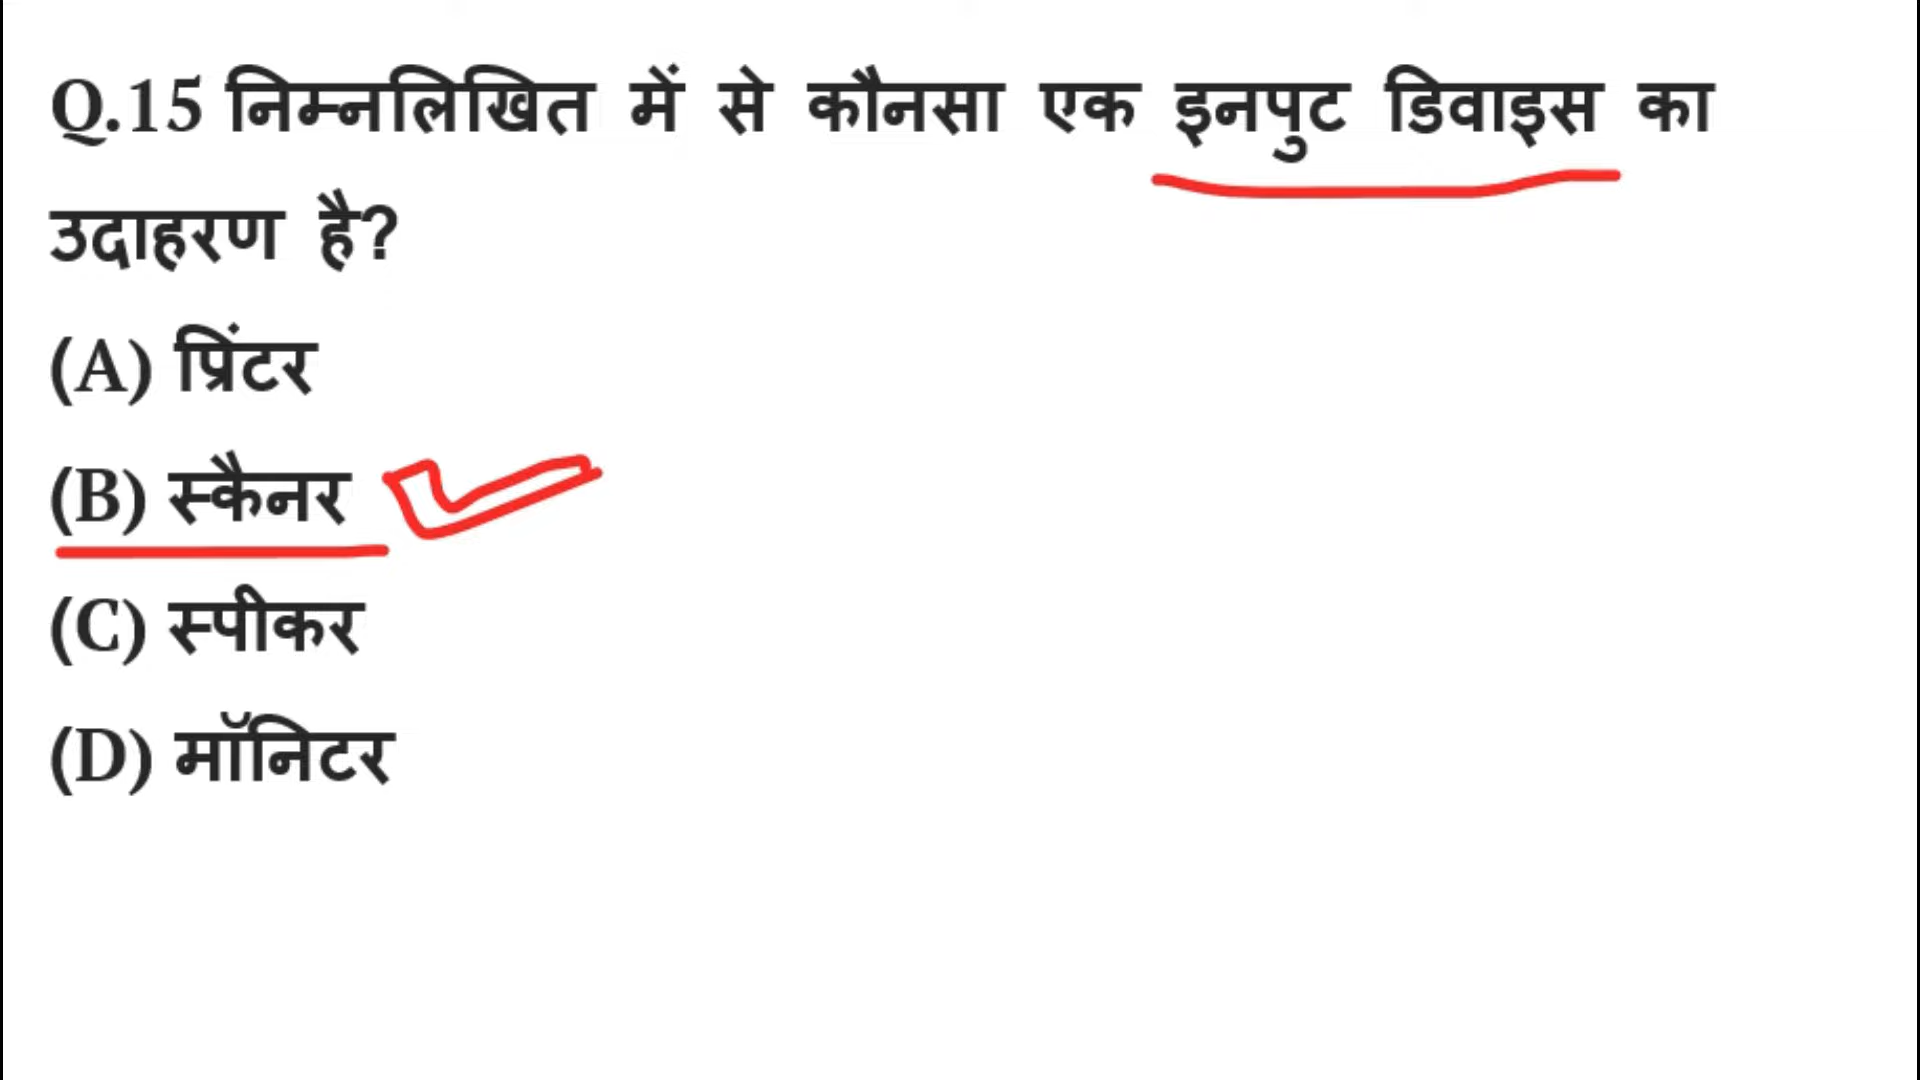 Q.15 निम्नलिखित में से कौनसा एक इनपुट डिवाइस का
उदाहरण है?
(A) प्रिंटर
(B) स्कैनर
(C) स्पीकर
(D) मॉनिटर